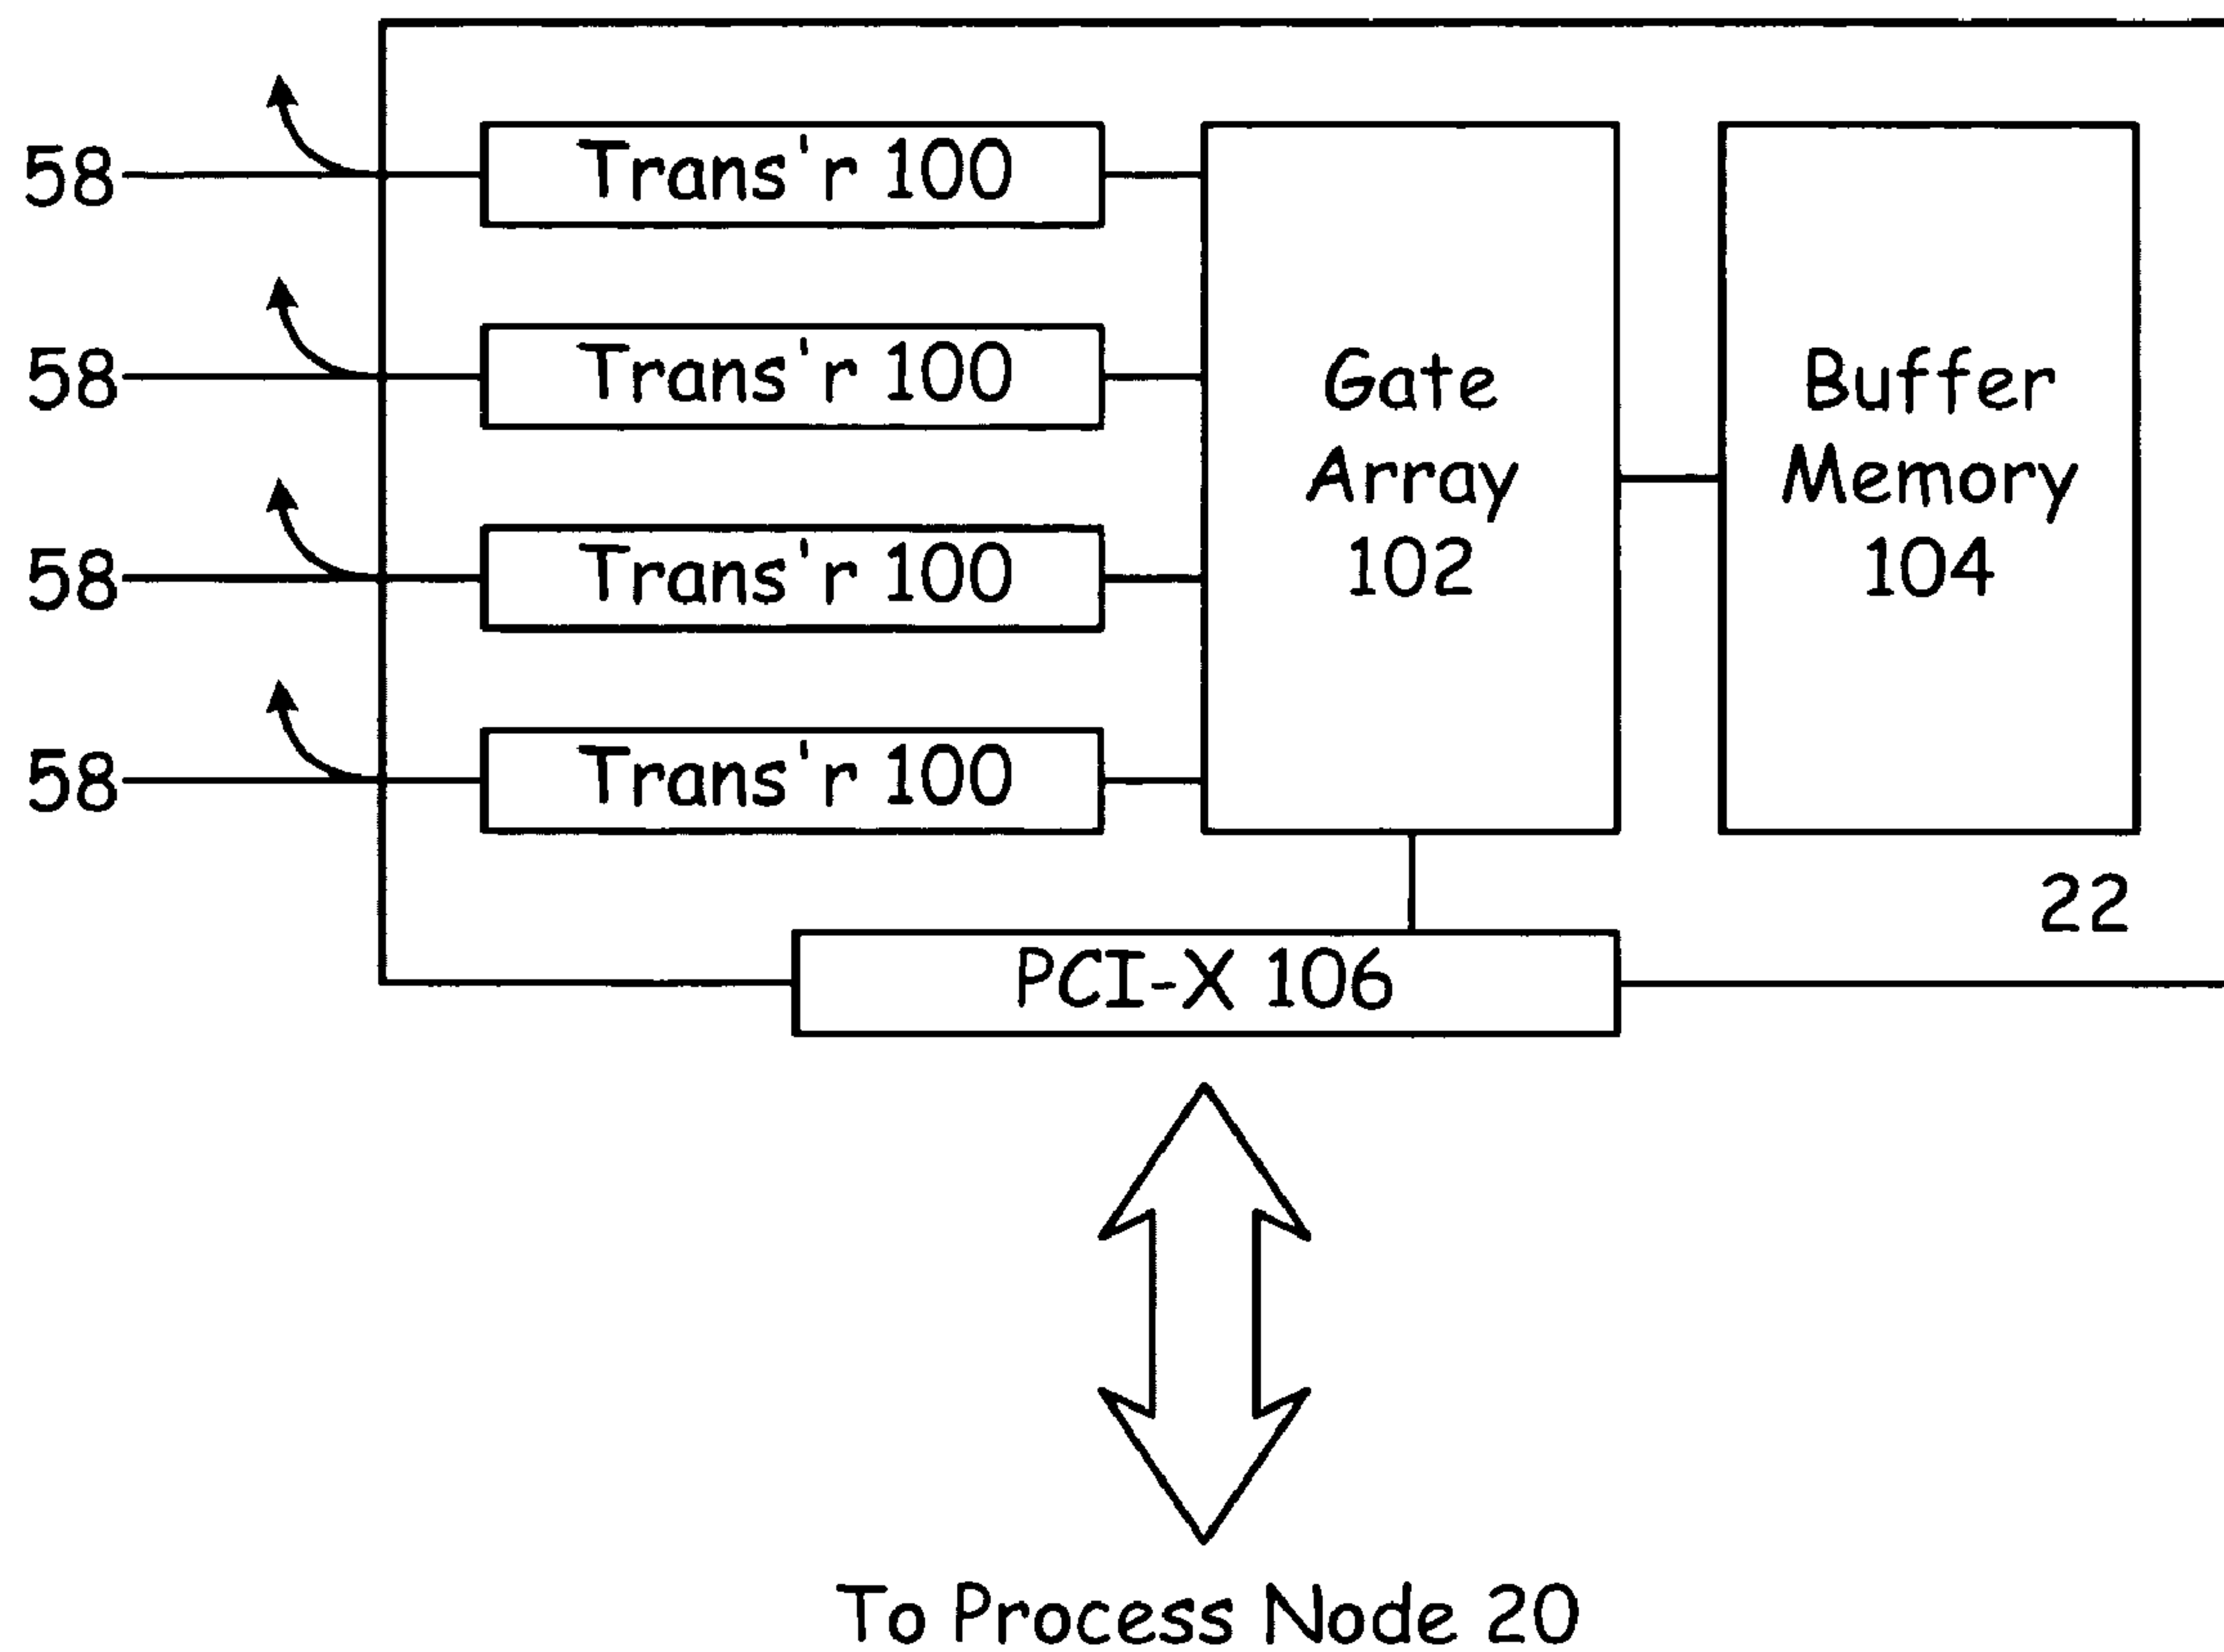 58
Trans'r 100
58
Trans'r 100
58
Trans'r 100
58
Trans'r 100
Gate
Array
102
Buffer
Memory
104
22
PCI-X 106
To Process Node 20